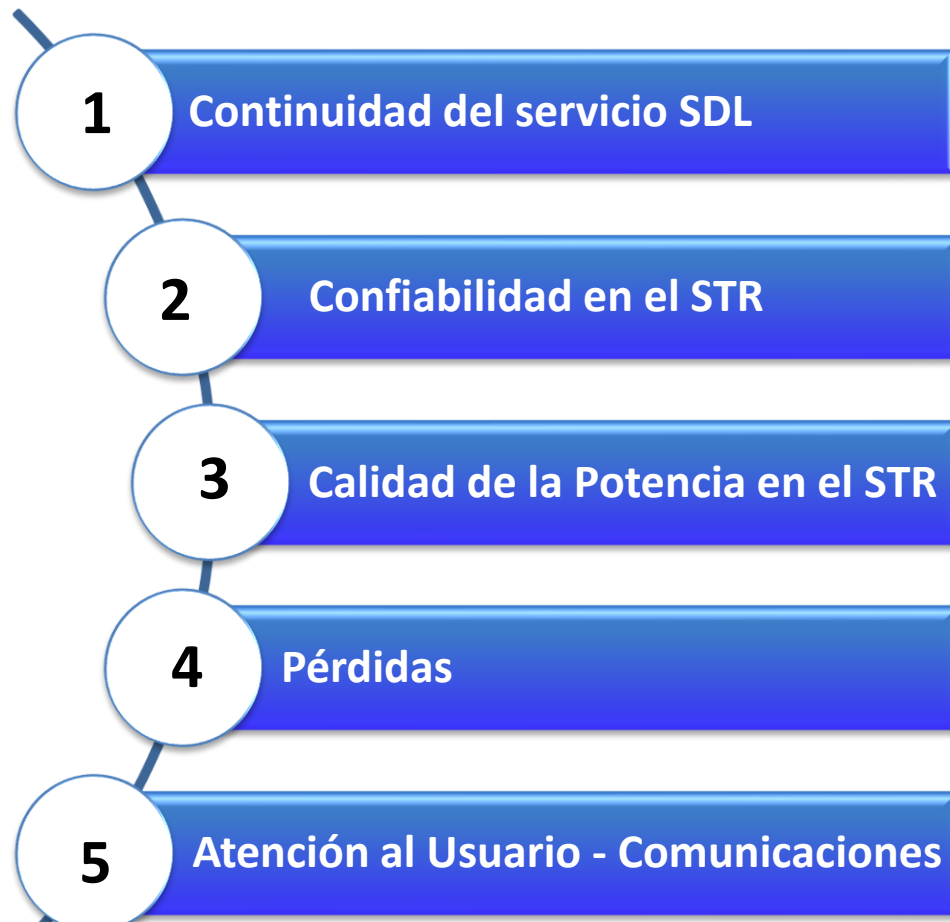 1 Continuidad del servicio SDL
2 Confiabilidad en el STR
3 Calidad de la Potencia en el STR
4 Pérdidas
5 Atención al Usuario - Comunicaciones